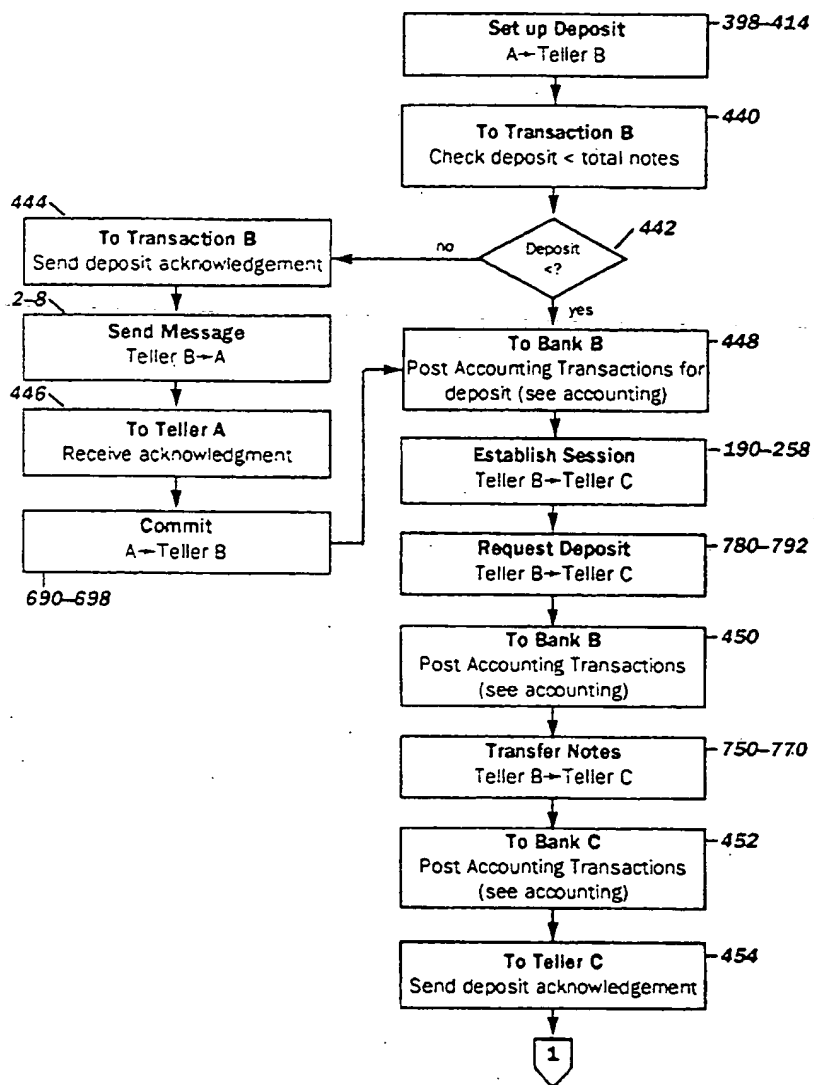 Set up Deposit
A→Teller B
398–414
To Transaction B
Check deposit < total notes
440
Deposit
<?
442
no
yes
444
To Transaction B
Send deposit acknowledgement
2–8
Send Message
Teller B→A
446
To Teller A
Receive acknowledgment
Commit
A→Teller B
690–698
To Bank B
Post Accounting Transactions for
deposit (see accounting)
448
Establish Session
Teller B→Teller C
190–258
Request Deposit
Teller B→Teller C
780–792
To Bank B
Post Accounting Transactions
(see accounting)
450
Transfer Notes
Teller B→Teller C
750–770
To Bank C
Post Accounting Transactions
(see accounting)
452
To Teller C
Send deposit acknowledgement
454
1